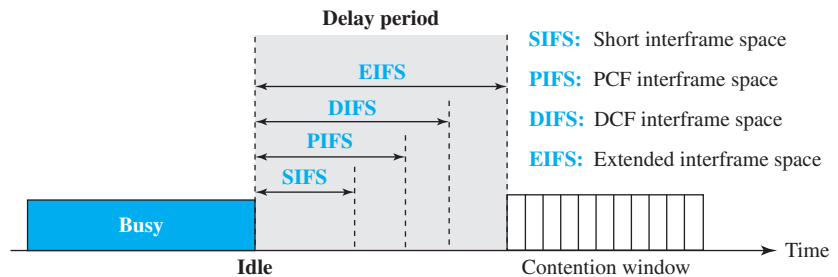 Delay period
SIFS: Short interframe space
EIFS
PIFS: PCF interframe space
DIFS
DIFS: DCF interframe space
PIFS
EIFS: Extended interframe space
SIFS
Busy
Time
Idle
Contention window